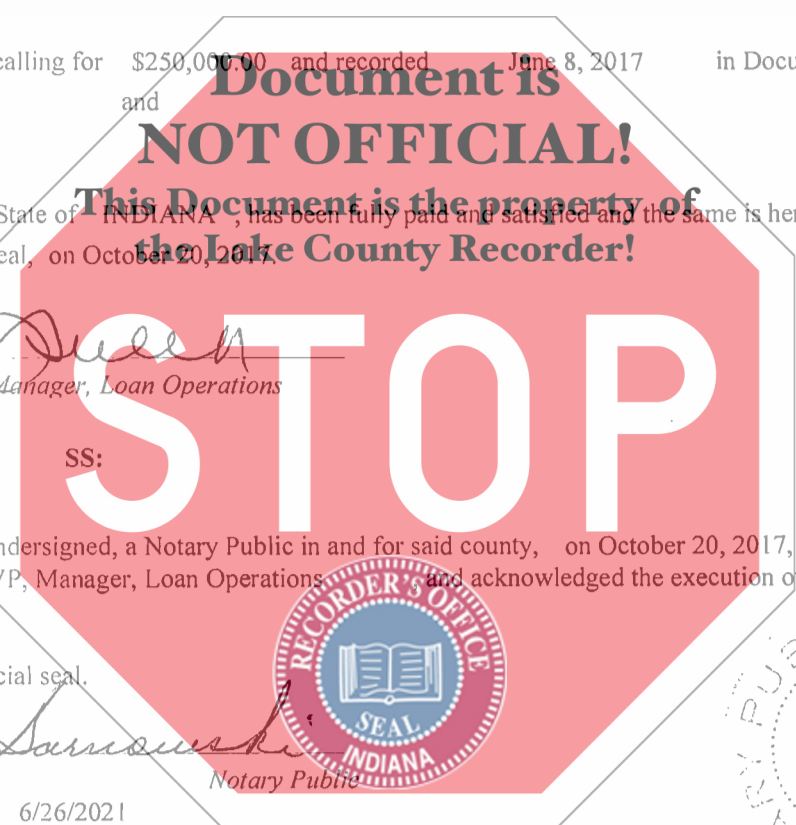 calling for $250,000.00 and recorded June 8, 2017 in Docu
Document is
and
NOT OFFICIAL!
This Document is the property of
State of INDIANA , has been fully paid and satisfied and the same is her
the Lake County Recorder!
eal, on October 20, 2017.
Manager, Loan Operations
STOP
SS:
ndersigned, a Notary Public in and for said county, on October 20, 2017,
VP, Manager, Loan Operations , and acknowledged the execution o
RECORDER'S OFFICE
SEAL
INDIANA
cial seal.
Notary Public
6/26/2021